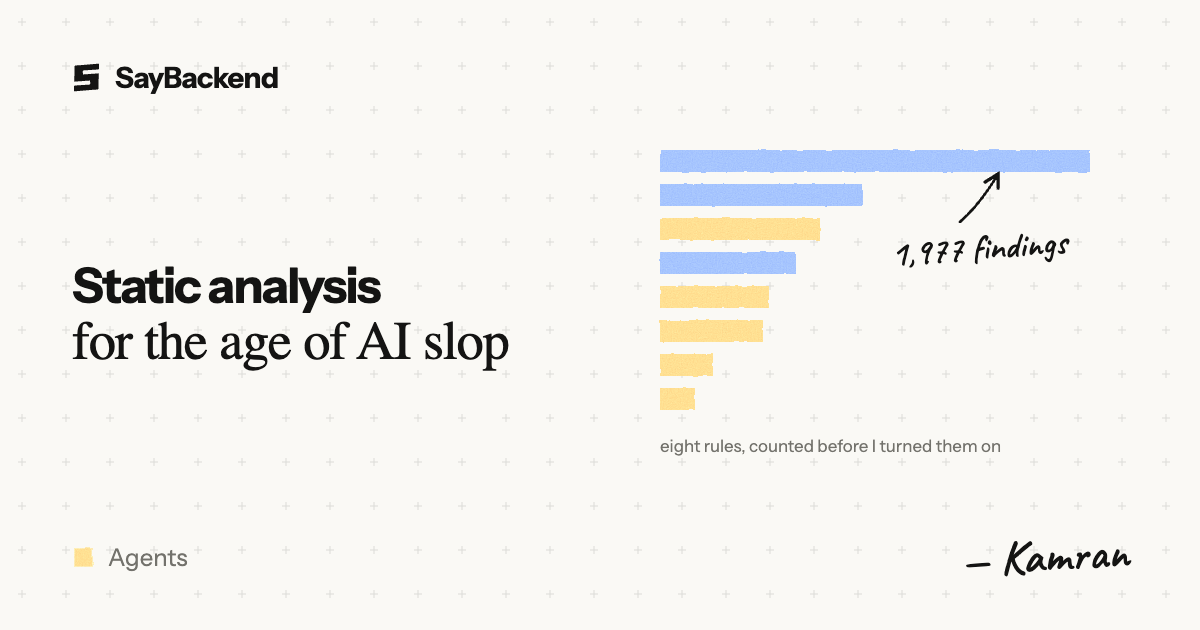 SayBackend
Static analysis
for the age of AI slop
1,977 findings
eight rules, counted before I turned them on
Agents
– Kamran